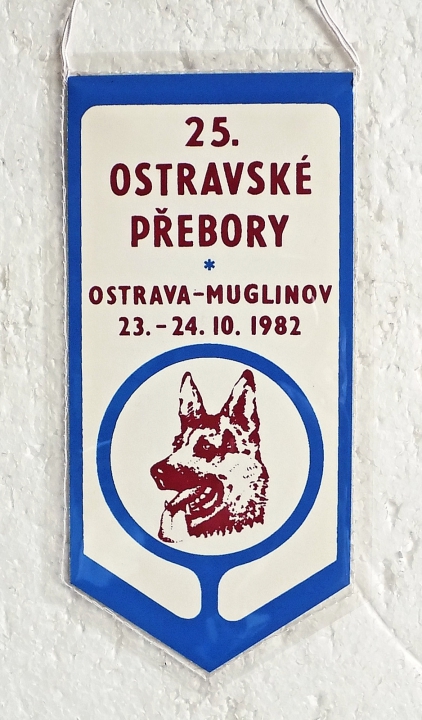 25.
OSTRAVSKÉ
PŘEBORY
*
OSTRAVA-MUGLINOV
23.-24.10.1982